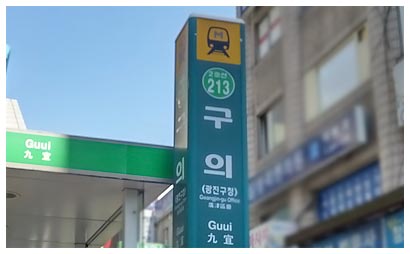 Guui
九 宜
의
M
2호선
213
구
의
(광진구청)
Gwangjin-gu Office
Guui
九 宜